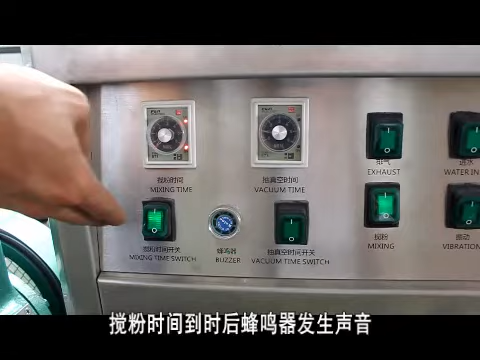 搅粉时间
MIXING TIME
抽真空时间
VACUUM TIME
排气
EXHAUST
进水
WATER IN
搅粉时间开关
MIXING TIME SWITCH
蜂鸣器
BUZZER
抽真空时间开关
VACUUM TIME SWITCH
搅粉
MIXING
振动
VIBRATION
搅粉时间到时后蜂鸣器发生声音